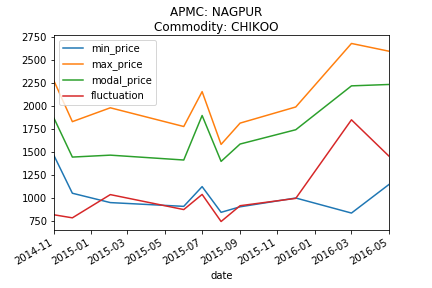 APMC: NAGPUR
Commodity: CHIKOO
2750
2500
2250
2000
1750
1500
1250
1000
750
min_price
max_price
modal_price
fluctuation
2014-11
2015-01
2015-03
2015-05
2015-07
2015-09
2015-11
2016-01
2016-03
2016-05
date